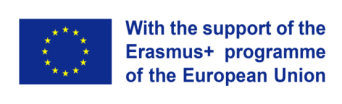 With the support of the
Erasmus+ programme
of the European Union